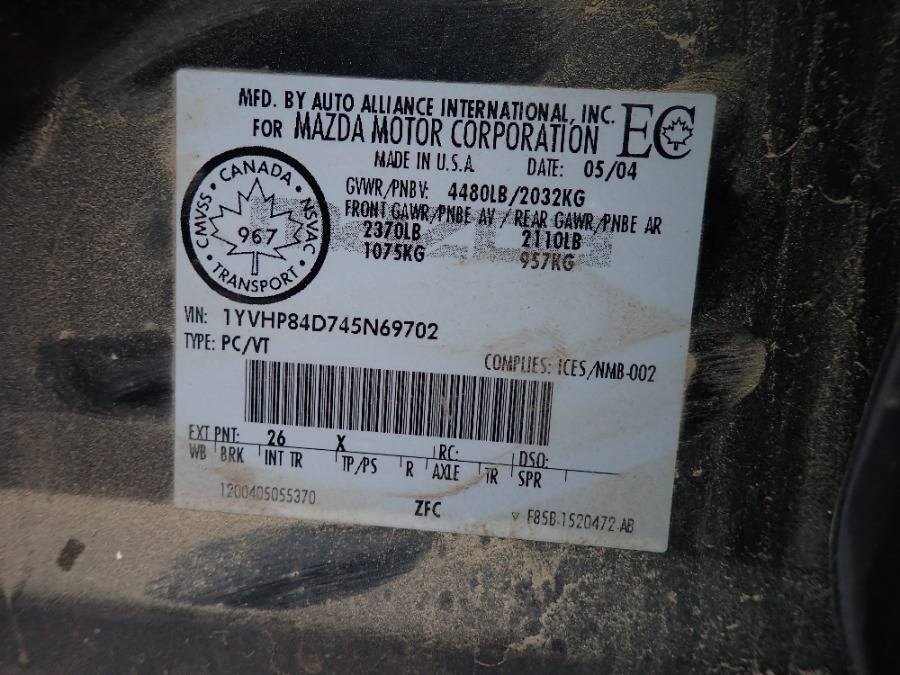 MFD. BY AUTO ALLIANCE INTERNATIONAL, INC.
FOR MAZDA MOTOR CORPORATION
EC
MADE IN U.S.A. DATE: 05/04
GVWR/PNBV: 4480LB/2032KG
FRONT GAWR/PNBE AV / REAR GAWR/PNBE AR
2370LB 2110LB
1075KG 957KG
CANADA
CMVSS NSVAC
967
TRANSPORT
VIN: 1YVHP84D745N69702
TYPE: PC/VT
COMPLIES: ICES/NMB-002
EXT PNT: 26 X RC: DSO:
WB BRK INT TR TP/PS R AXLE TR SPR
1200405055370 ZFC F85B-1520472-AB